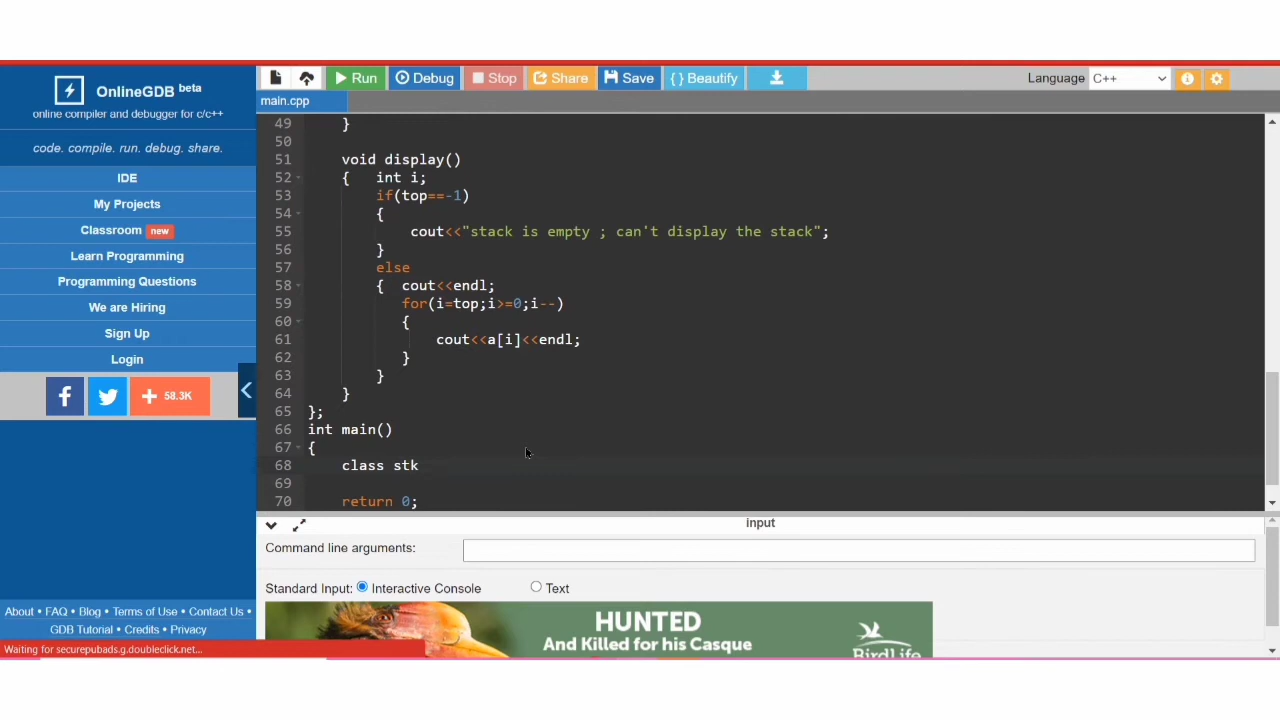 OnlineGDB beta
online compiler and debugger for c/c++
code. compile. run. debug. share.
IDE
My Projects
Classroom new
Learn Programming
Programming Questions
We are Hiring
Sign Up
Login
58.3K
About • FAQ • Blog • Terms of Use • Contact Us •
GDB Tutorial • Credits • Privacy
Waiting for securepubads.g.doubleclick.net...
Run Debug Stop Share Save { } Beautify Language C++
main.cpp
49 }
50
51 void display()
52 { int i;
53 if(top==-1)
54 {
55 cout<<"stack is empty ; can't display the stack";
56 }
57 else
58 { cout<<endl;
59 for(i=top;i>=0;i--)
60 {
61 cout<<a[i]<<endl;
62 }
63 }
64 }
65 };
66 int main()
67 {
68 class stk
69
70 return 0;
input
Command line arguments:
Standard Input: Interactive Console Text
HUNTED
And Killed for his Casque
BirdLife